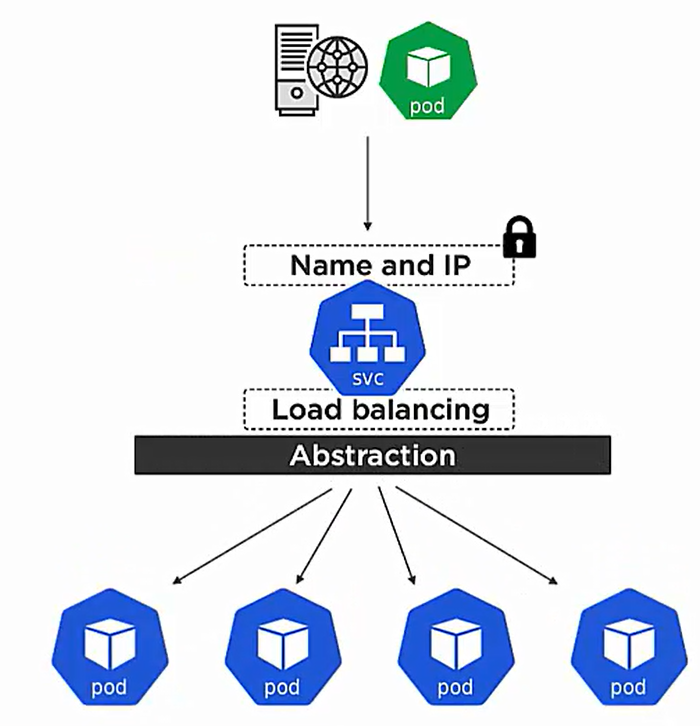 pod
Name and IP
svc
Load balancing
Abstraction
pod
pod
pod
pod